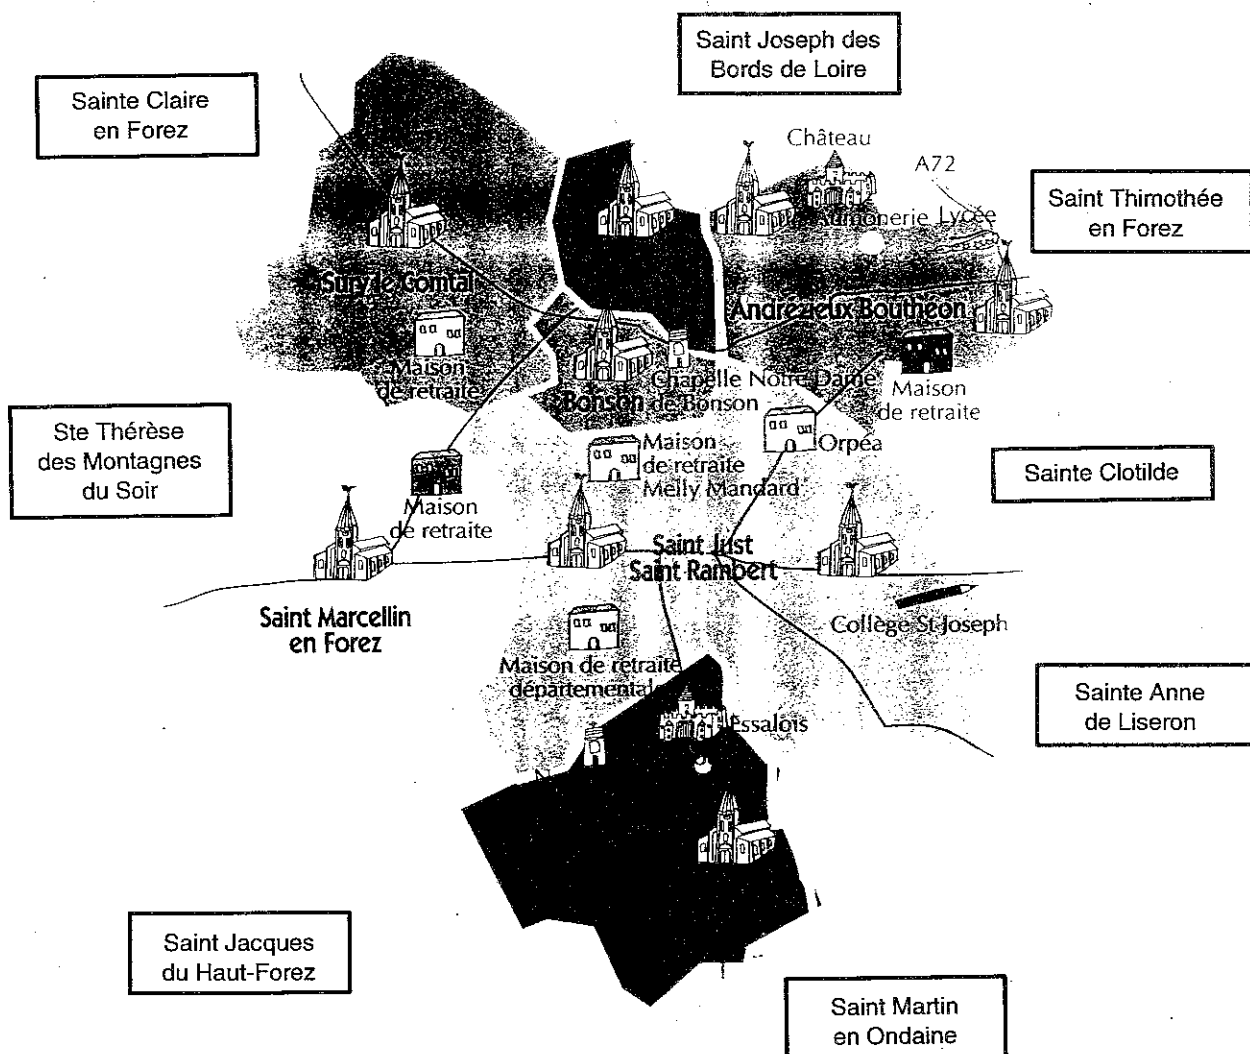 Saint Joseph des
Bords de Loire
Sainte Claire
en Forez
Château
A72
Saint Thimothée
en Forez
Aumônerie
Lycée
Sury le Comtal
Andrézieux Bouthéon
Maison
de retraite
Chapelle Notre Dame
de Bonson
Bonson
Maison
de retraite
Ste Thérèse
des Montagnes
du Soir
Maison
de retraite
Melly Mandard
Orpéa
Sainte Clotilde
Maison
de retraite
Saint Just
Saint Rambert
Saint Marcellin
en Forez
Collège St Joseph
Maison de retraite
départementale
Sainte Anne
de Liseron
Essalois
Saint Jacques
du Haut-Forez
Saint Martin
en Ondaine